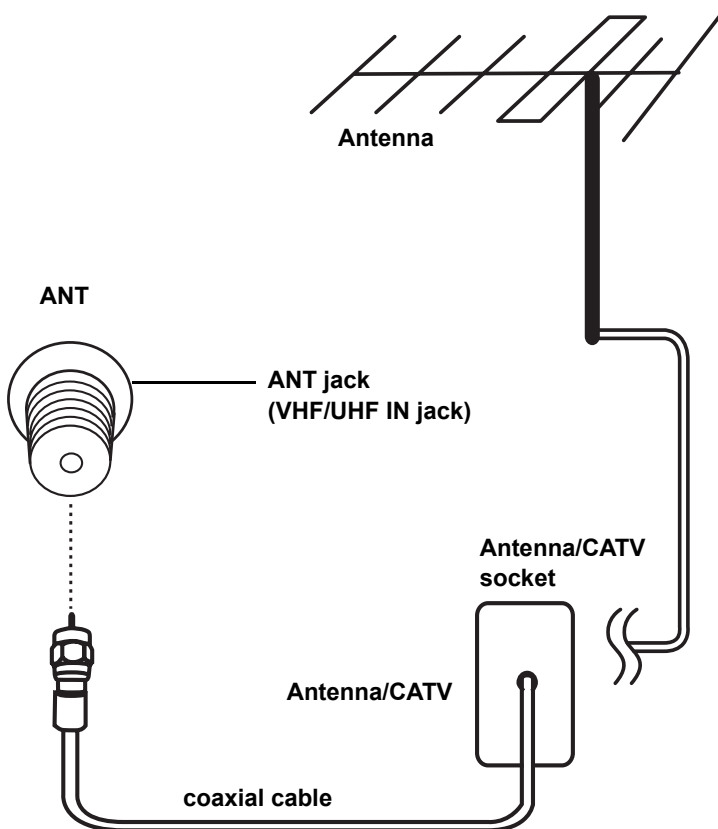 Antenna
ANT
ANT jack
(VHF/UHF IN jack)
Antenna/CATV
socket
Antenna/CATV
coaxial cable